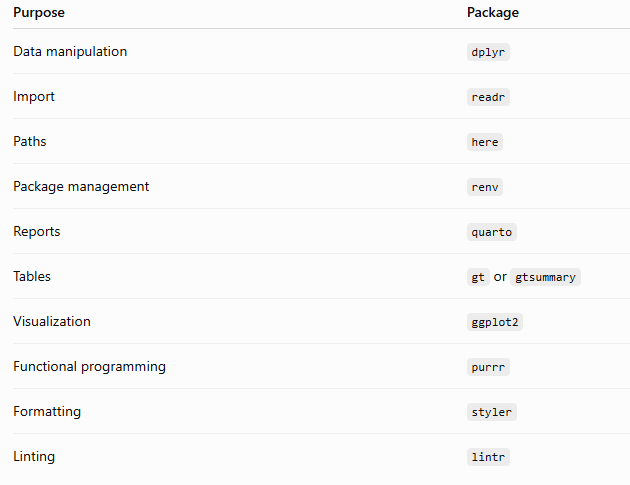 Purpose Package
Data manipulation dplyr
Import readr
Paths here
Package management renv
Reports quarto
Tables gt or gtsummary
Visualization ggplot2
Functional programming purrr
Formatting styler
Linting lintr